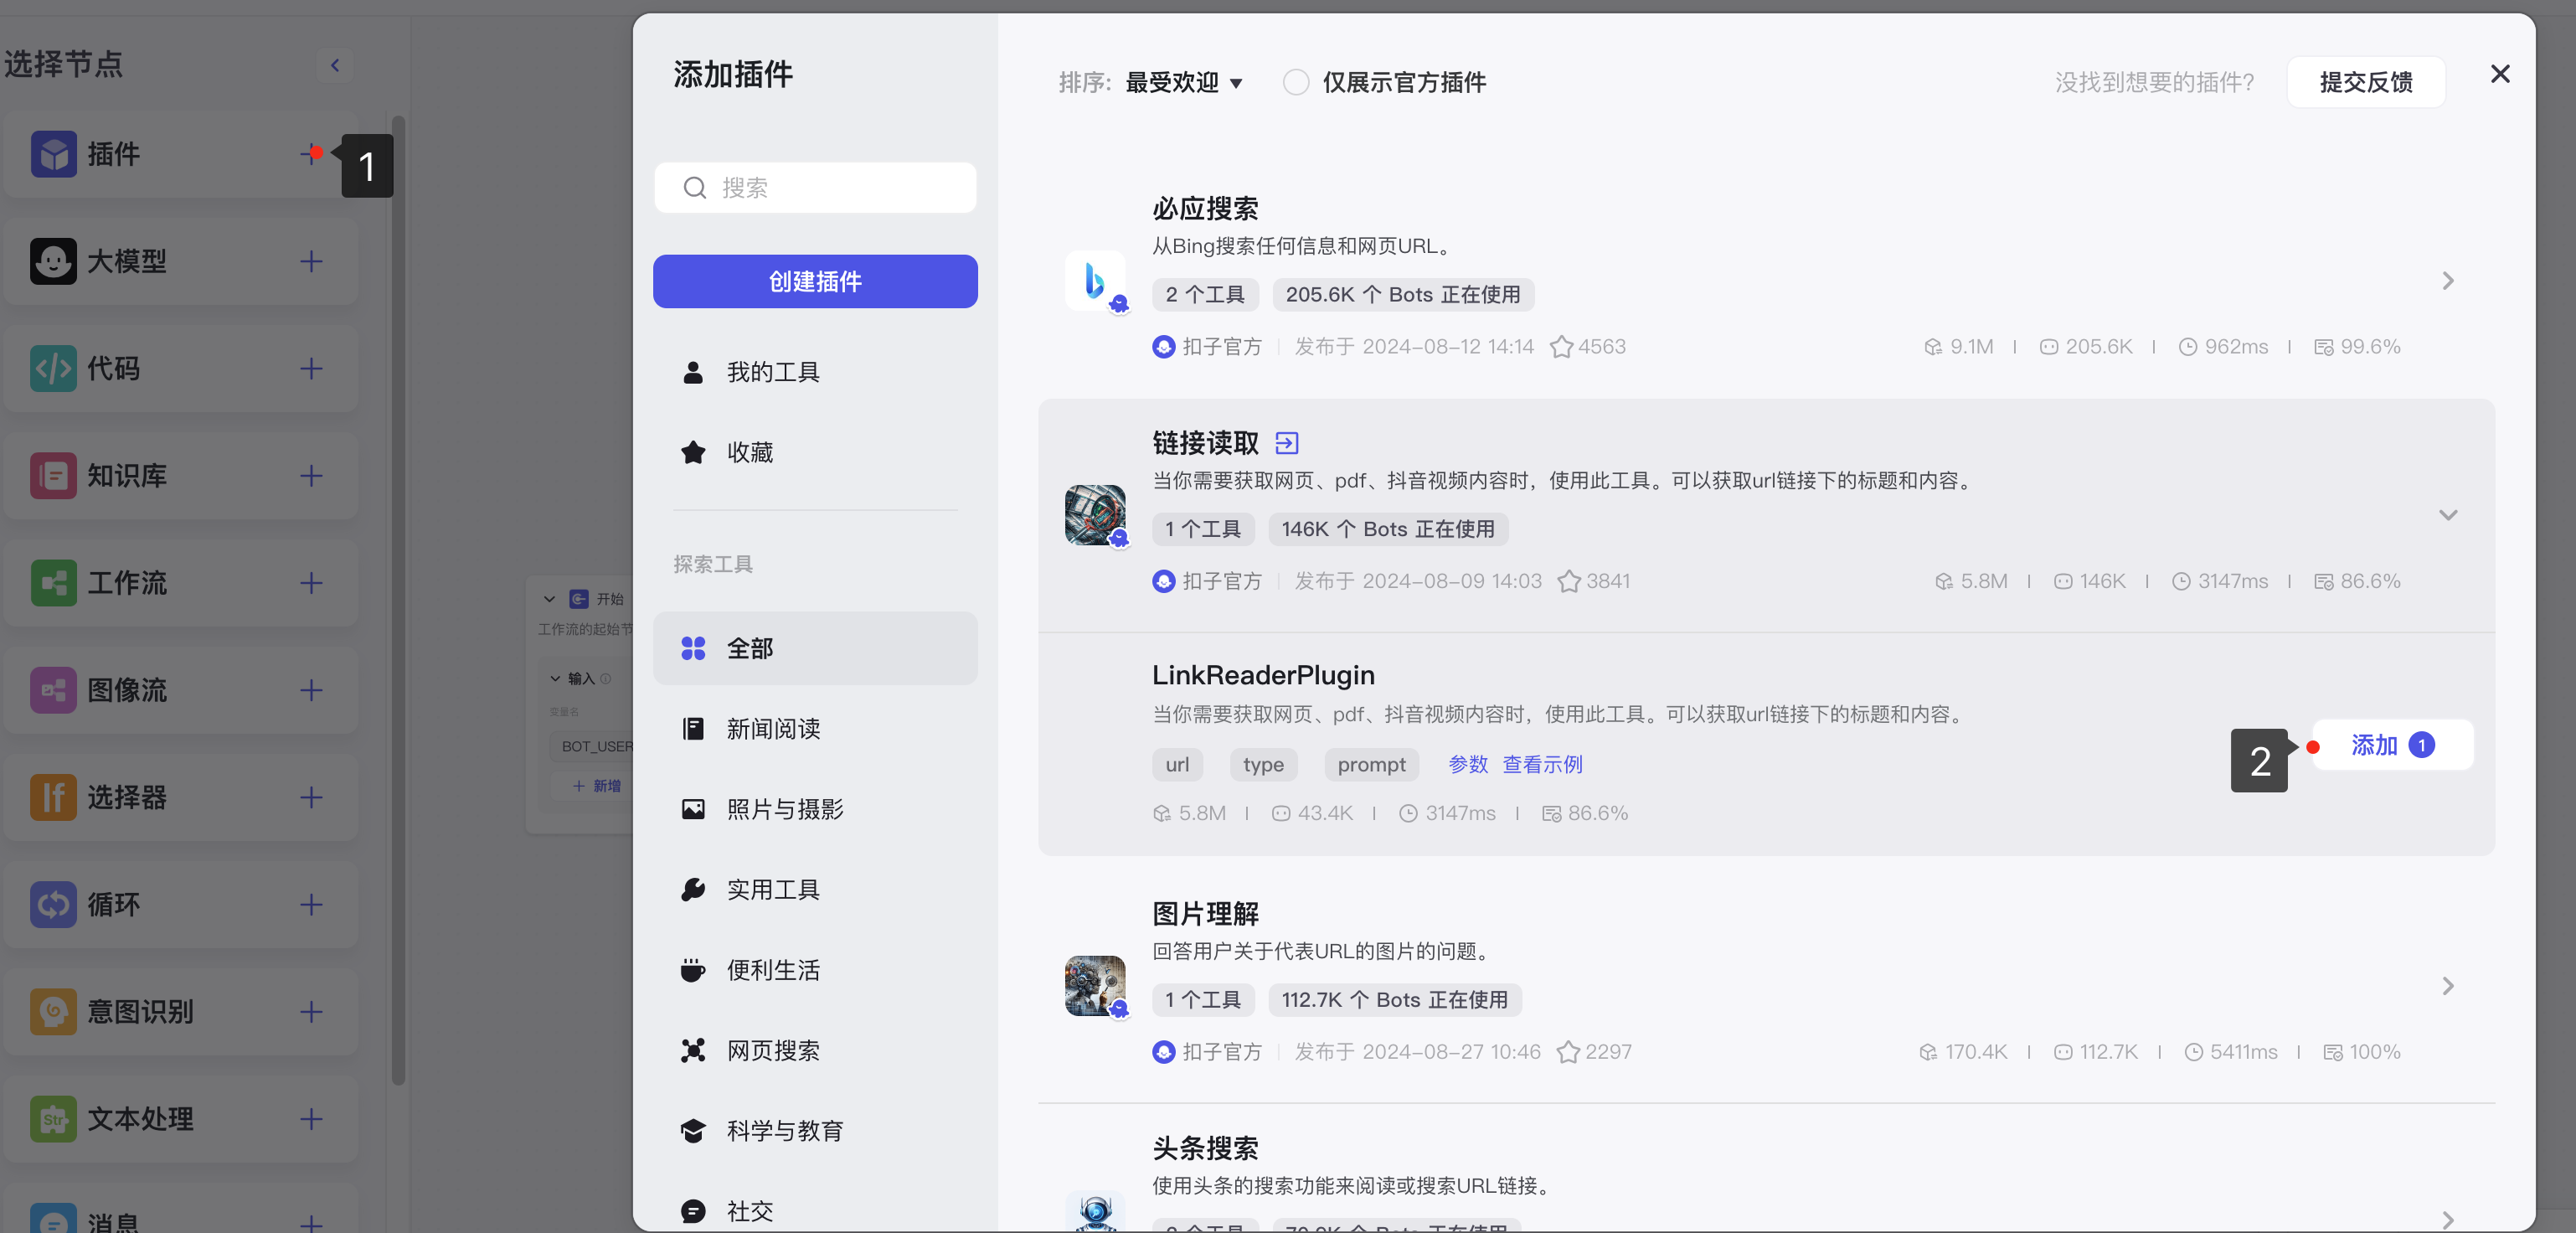 选择节点
插件
1
大模型
代码
知识库
工作流
图像流
If
选择器
循环
意图识别
Str
文本处理
消息
开始
工作流的起始节
输入
变量名
BOT_USER
新增
添加插件
搜索
创建插件
我的工具
收藏
探索工具
全部
新闻阅读
照片与摄影
实用工具
便利生活
网页搜索
科学与教育
社交
排序: 最受欢迎 仅展示官方插件
没找到想要的插件? 提交反馈
必应搜索
从Bing搜索任何信息和网页URL。
2 个工具 205.6K 个 Bots 正在使用
扣子官方 发布于 2024-08-12 14:14 4563
9.1M 205.6K 962ms 99.6%
链接读取
当你需要获取网页、pdf、抖音视频内容时，使用此工具。可以获取url链接下的标题和内容。
1 个工具 146K 个 Bots 正在使用
扣子官方 发布于 2024-08-09 14:03 3841
5.8M 146K 3147ms 86.6%
LinkReaderPlugin
当你需要获取网页、pdf、抖音视频内容时，使用此工具。可以获取url链接下的标题和内容。
url type prompt 参数 查看示例
2 添加 1
5.8M 43.4K 3147ms 86.6%
图片理解
回答用户关于代表URL的图片的问题。
1 个工具 112.7K 个 Bots 正在使用
扣子官方 发布于 2024-08-27 10:46 2297
170.4K 112.7K 5411ms 100%
头条搜索
使用头条的搜索功能来阅读或搜索URL链接。
个工具 个 Bots 正在使用